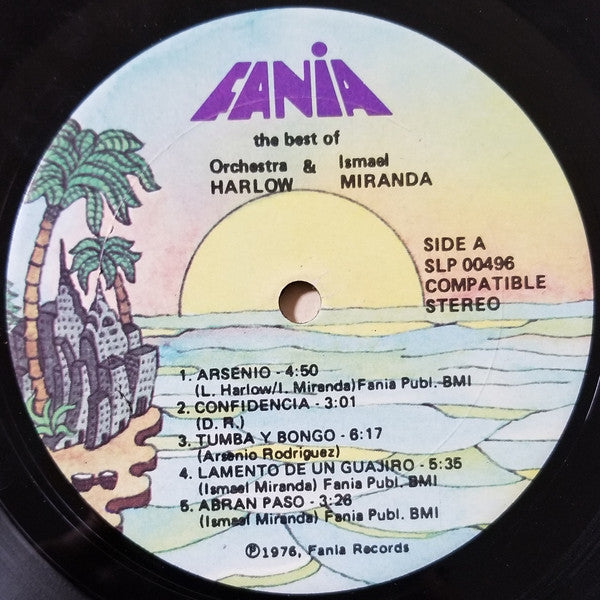 FANIA
the best of
Orchestra & Ismael
HARLOW MIRANDA
SIDE A
SLP 00496
COMPATIBLE
STEREO
1. ARSENIO - 4:50
(L. Harlow/I. Miranda) Fania Publ. BMI
2. CONFIDENCIA - 3:01
(D. R.)
3. TUMBA Y BONGO - 6:17
(Arsenio Rodriguez)
4. LAMENTO DE UN GUAJIRO - 5:35
(Ismael Miranda) Fania Publ. BMI
5. ABRAN PASO - 3:26
(Ismael Miranda) Fania Publ. BMI
℗1976, Fania Records